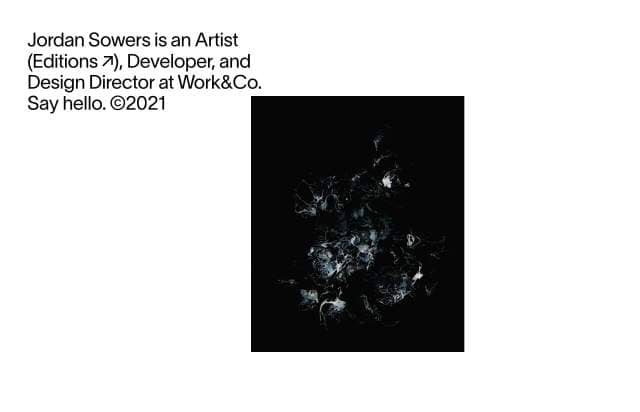 Jordan Sowers is an Artist
(Editions ↗), Developer, and
Design Director at Work&Co.
Say hello. ©2021